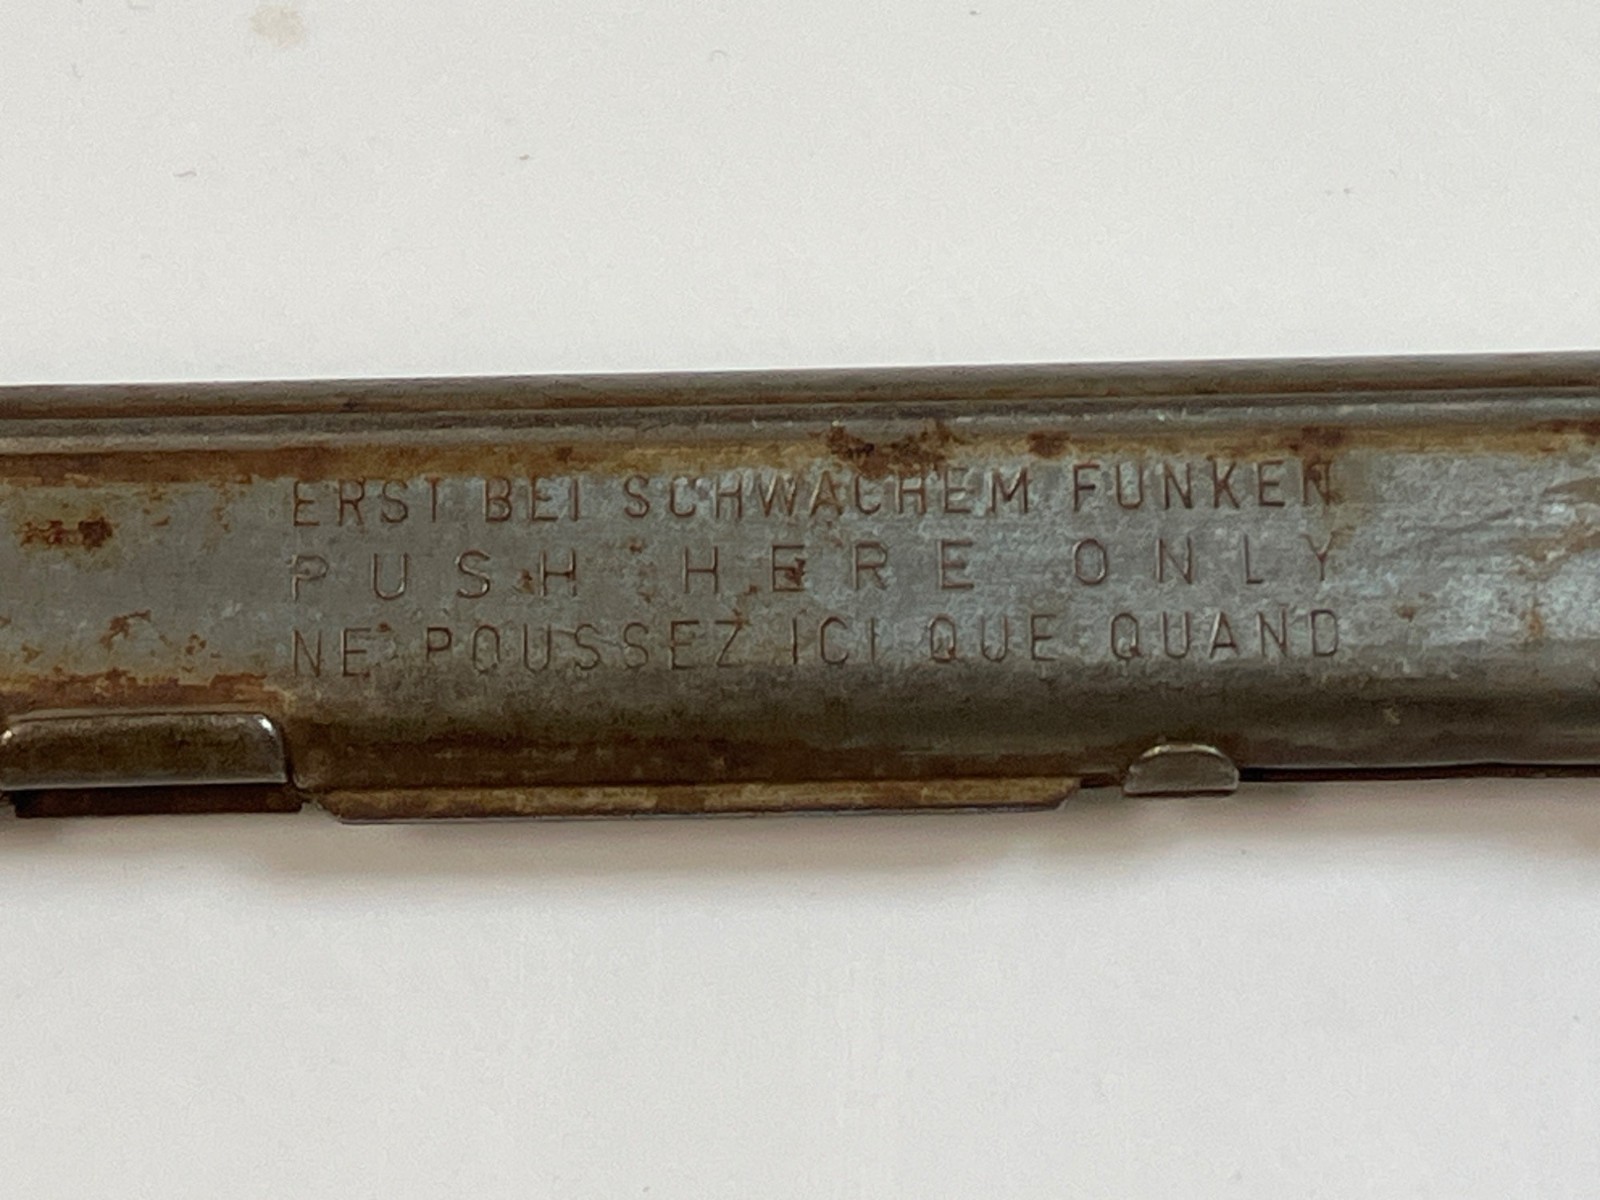 ERST BEI SCHWACHEM FUNKEN
PUSH HERE ONLY
NE POUSSEZ ICI QUE QUAND